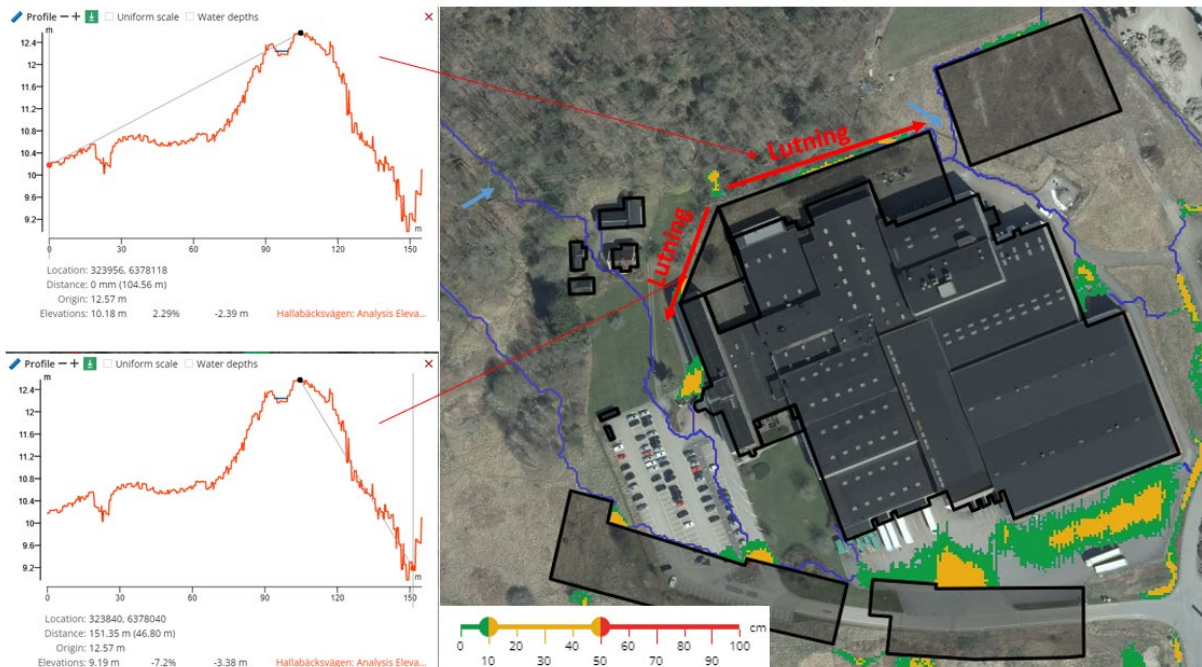 Profile Uniform scale Water depths
m
12.4
12.0
11.6
11.2
10.8
10.4
10.0
9.6
9.2
m
0 30 60 90 120 150
Location: 323956, 6378118
Distance: 0 mm (104.56 m)
Origin: 12.57 m
Elevations: 10.18 m 2.29% -2.39 m Hallabäcksvägen: Analysis Eleva...
Profile Uniform scale Water depths
m
12.4
12.0
11.6
11.2
10.8
10.4
10.0
9.6
9.2
m
0 30 60 90 120 150
Location: 323840, 6378040
Distance: 151.35 m (46.80 m)
Origin: 12.57 m
Elevations: 9.19 m -7.2% -3.38 m Hallabäcksvägen: Analysis Eleva...
Lutning
Lutning
cm
0 20 40 60 80 100
10 30 50 70 90